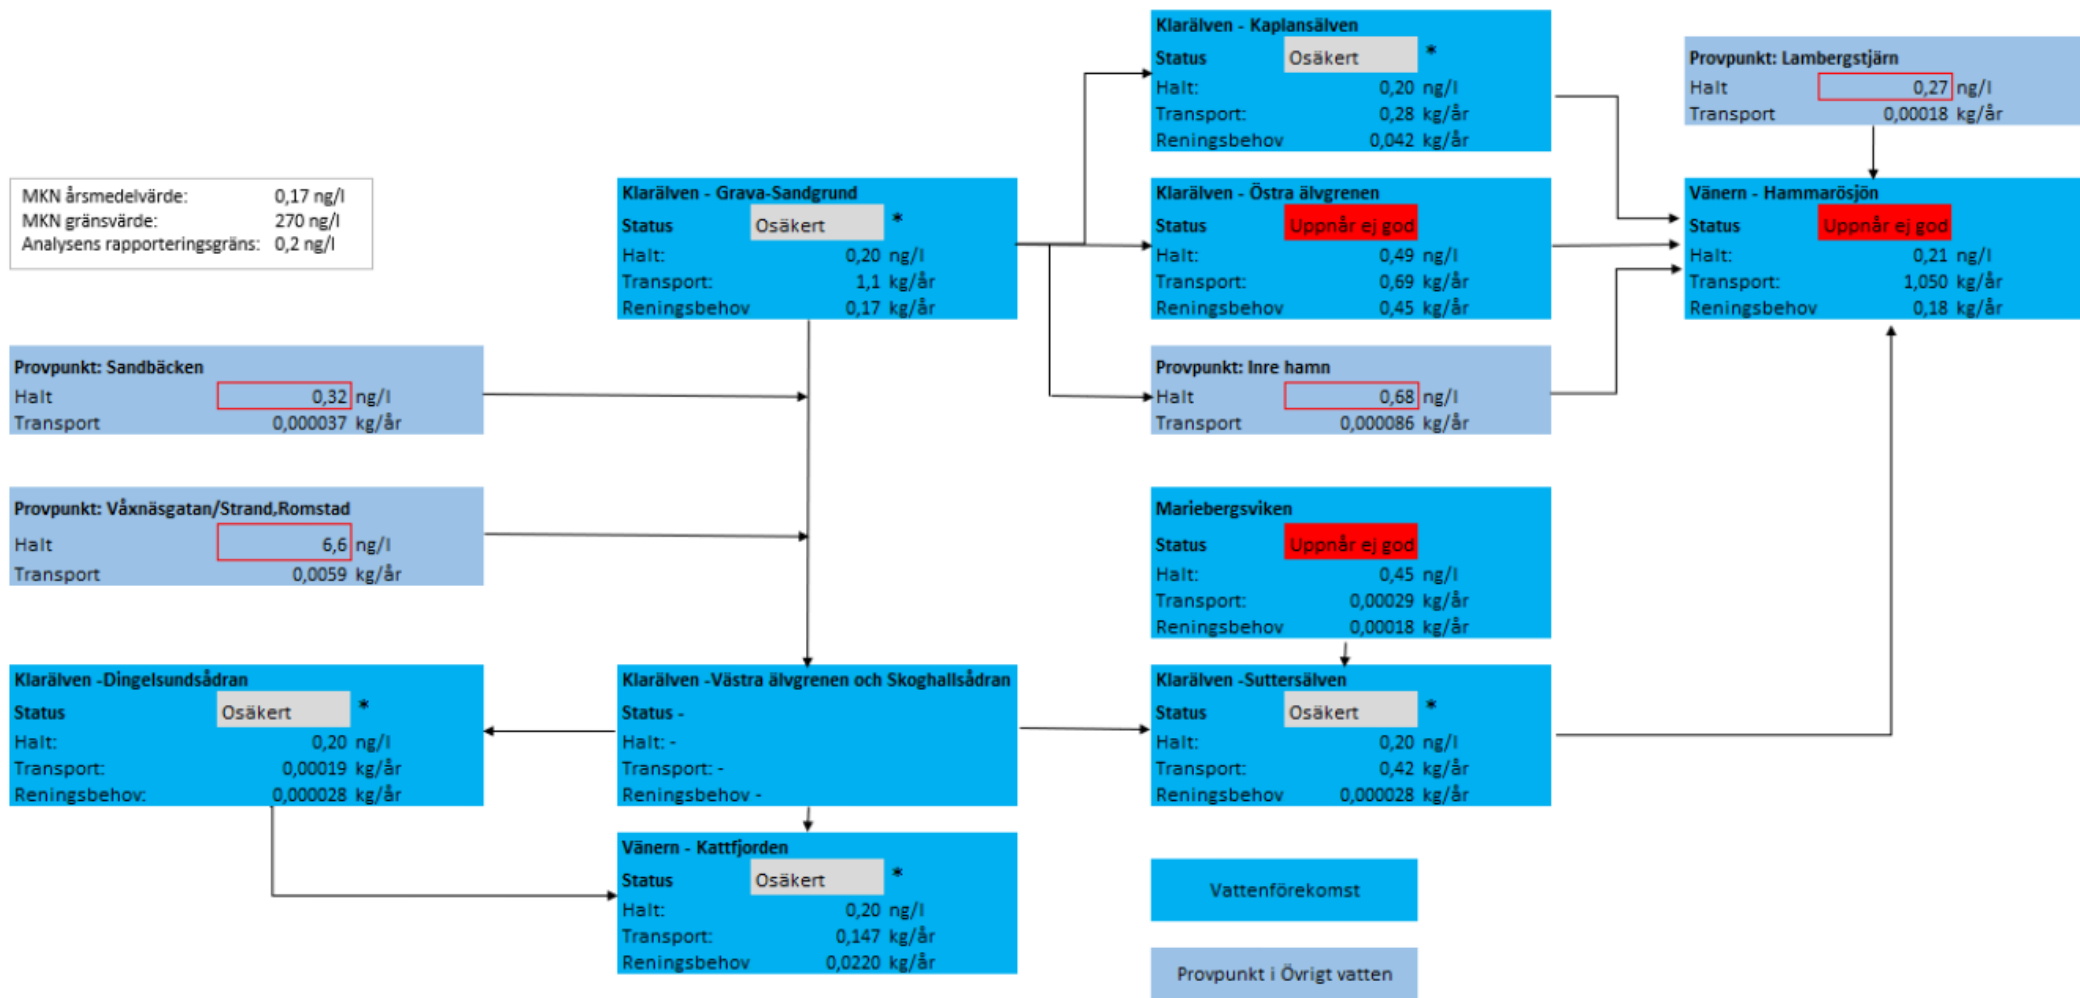 Klarälven - Kaplansälven
Status Osäkert *
Halt: 0,20 ng/l
Transport: 0,28 kg/år
Reningsbehov 0,042 kg/år
Provpunkt: Lambergstjärn
Halt 0,27 ng/l
Transport 0,00018 kg/år
MKN årsmedelvärde: 0,17 ng/l
MKN gränsvärde: 270 ng/l
Analysens rapporteringsgräns: 0,2 ng/l
Klarälven - Grava-Sandgrund
Status Osäkert *
Halt: 0,20 ng/l
Transport: 1,1 kg/år
Reningsbehov 0,17 kg/år
Klarälven - Östra älvgrenen
Status Uppnår ej god
Halt: 0,49 ng/l
Transport: 0,69 kg/år
Reningsbehov 0,45 kg/år
Vänern - Hammarösjön
Status Uppnår ej god
Halt: 0,21 ng/l
Transport: 1,050 kg/år
Reningsbehov 0,18 kg/år
Provpunkt: Sandbäcken
Halt 0,32 ng/l
Transport 0,000037 kg/år
Provpunkt: Inre hamn
Halt 0,68 ng/l
Transport 0,000086 kg/år
Provpunkt: Våxnäsgatan/Strand,Romstad
Halt 6,6 ng/l
Transport 0,0059 kg/år
Mariebergsviken
Status Uppnår ej god
Halt: 0,45 ng/l
Transport: 0,00029 kg/år
Reningsbehov 0,00018 kg/år
Klarälven -Dingelsundsådran
Status Osäkert *
Halt: 0,20 ng/l
Transport: 0,00019 kg/år
Reningsbehov: 0,000028 kg/år
Klarälven -Västra älvgrenen och Skoghallsådran
Status -
Halt: -
Transport: -
Reningsbehov -
Klarälven -Suttersälven
Status Osäkert *
Halt: 0,20 ng/l
Transport: 0,42 kg/år
Reningsbehov 0,000028 kg/år
Vänern - Kattfjorden
Status Osäkert *
Halt: 0,20 ng/l
Transport: 0,147 kg/år
Reningsbehov 0,0220 kg/år
Vattenförekomst
Provpunkt i Övrigt vatten